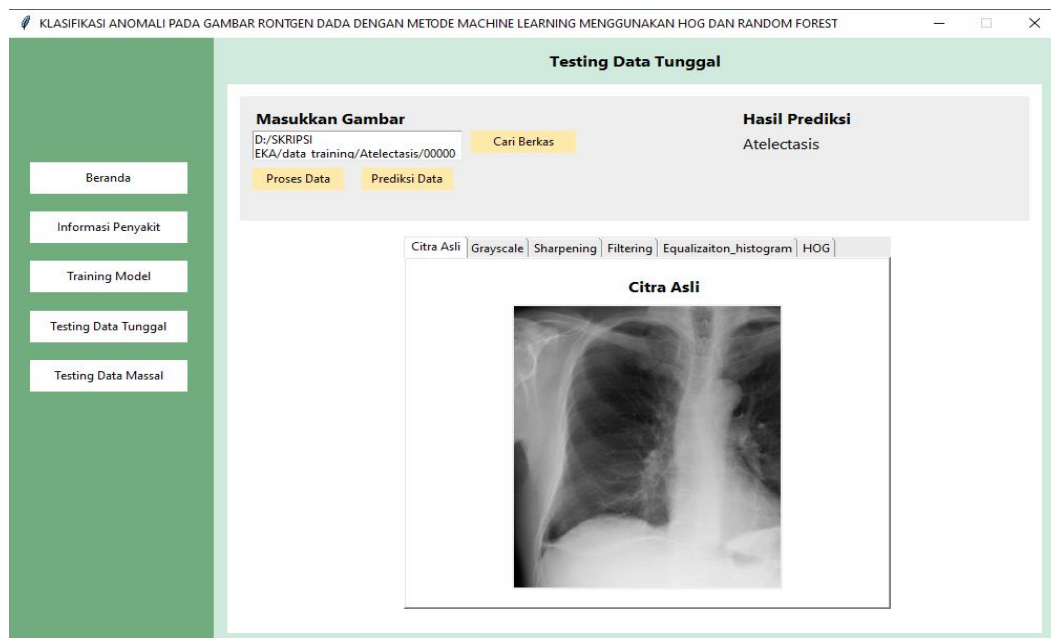 KLASIFIKASI ANOMALI PADA GAMBAR RONTGEN DADA DENGAN METODE MACHINE LEARNING MENGGUNAKAN HOG DAN RANDOM FOREST
Testing Data Tunggal
Masukkan Gambar
D:/SKRIPSI
EKA/data_training/Atelectasis/00000
Cari Berkas
Proses Data
Prediksi Data
Hasil Prediksi
Atelectasis
Beranda
Informasi Penyakit
Training Model
Testing Data Tunggal
Testing Data Massal
Citra Asli
Grayscale
Sharpening
Filtering
Equalizaiton_histogram
HOG
Citra Asli